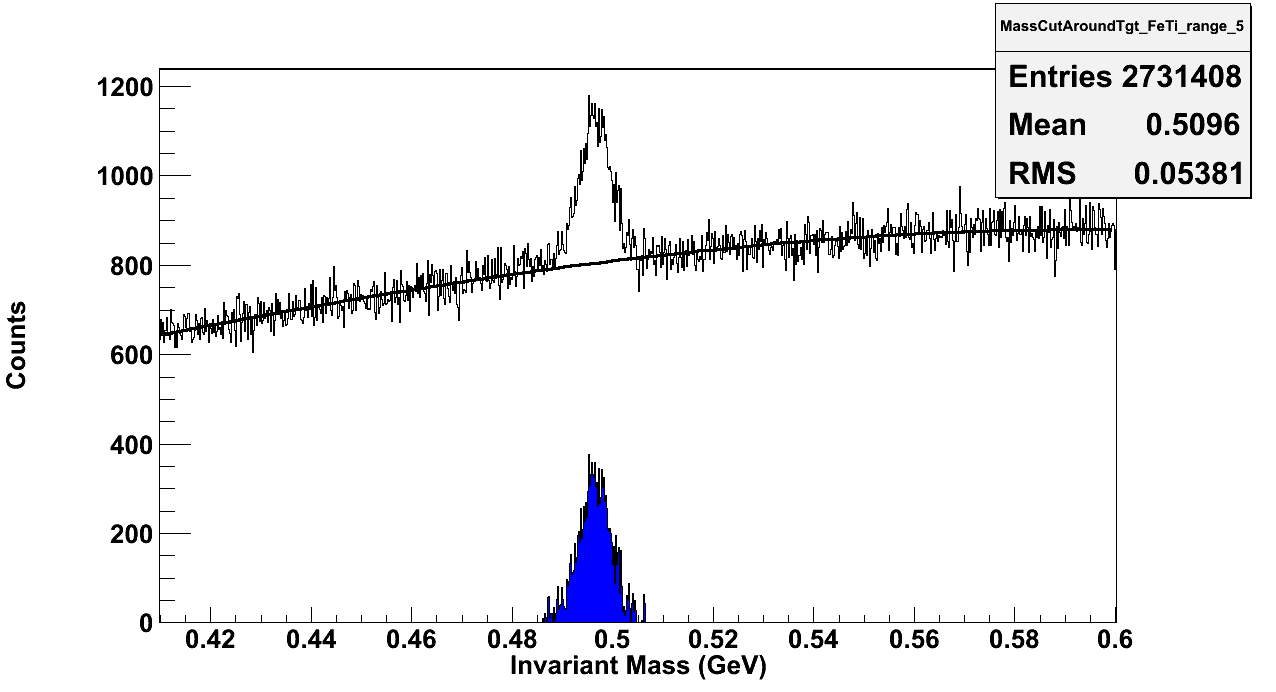 MassCutAroundTgt_FeTi_range_5
Entries 2731408
Mean 0.5096
RMS 0.05381
1200
1000
800
600
400
200
0
Counts
0.42 0.44 0.46 0.48 0.5 0.52 0.54 0.56 0.58 0.6
Invariant Mass (GeV)